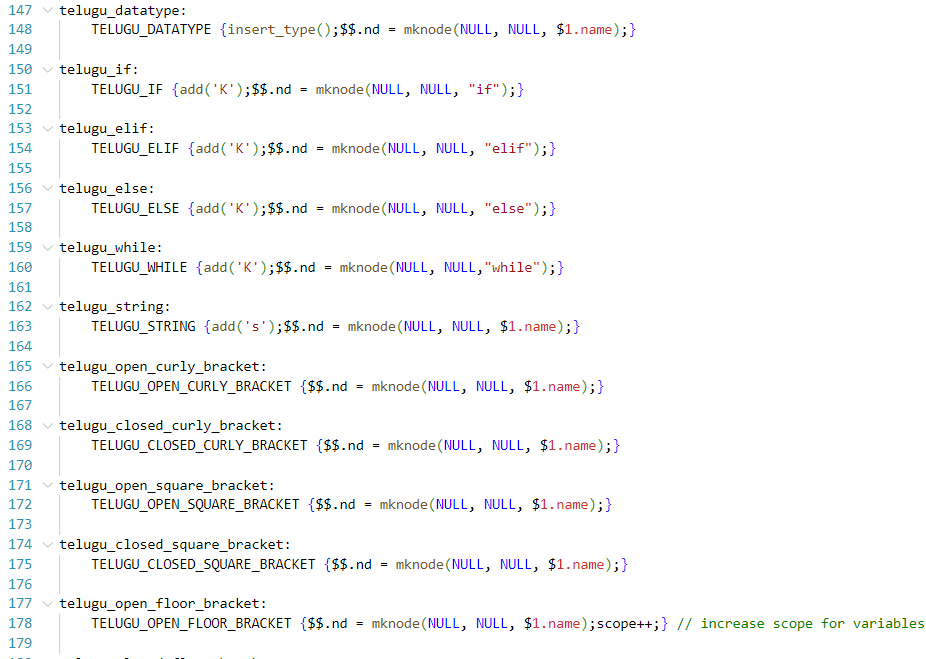 147 telugu_datatype:
148 TELUGU_DATATYPE {insert_type();$$.nd = mknode(NULL, NULL, $1.name);}
149
150 telugu_if:
151 TELUGU_IF {add('K');$$.nd = mknode(NULL, NULL, "if");}
152
153 telugu_elif:
154 TELUGU_ELIF {add('K');$$.nd = mknode(NULL, NULL, "elif");}
155
156 telugu_else:
157 TELUGU_ELSE {add('K');$$.nd = mknode(NULL, NULL, "else");}
158
159 telugu_while:
160 TELUGU_WHILE {add('K');$$.nd = mknode(NULL, NULL,"while");}
161
162 telugu_string:
163 TELUGU_STRING {add('s');$$.nd = mknode(NULL, NULL, $1.name);}
164
165 telugu_open_curly_bracket:
166 TELUGU_OPEN_CURLY_BRACKET {$$.nd = mknode(NULL, NULL, $1.name);}
167
168 telugu_closed_curly_bracket:
169 TELUGU_CLOSED_CURLY_BRACKET {$$.nd = mknode(NULL, NULL, $1.name);}
170
171 telugu_open_square_bracket:
172 TELUGU_OPEN_SQUARE_BRACKET {$$.nd = mknode(NULL, NULL, $1.name);}
173
174 telugu_closed_square_bracket:
175 TELUGU_CLOSED_SQUARE_BRACKET {$$.nd = mknode(NULL, NULL, $1.name);}
176
177 telugu_open_floor_bracket:
178 TELUGU_OPEN_FLOOR_BRACKET {$$.nd = mknode(NULL, NULL, $1.name);scope++;} // increase scope for variables
179